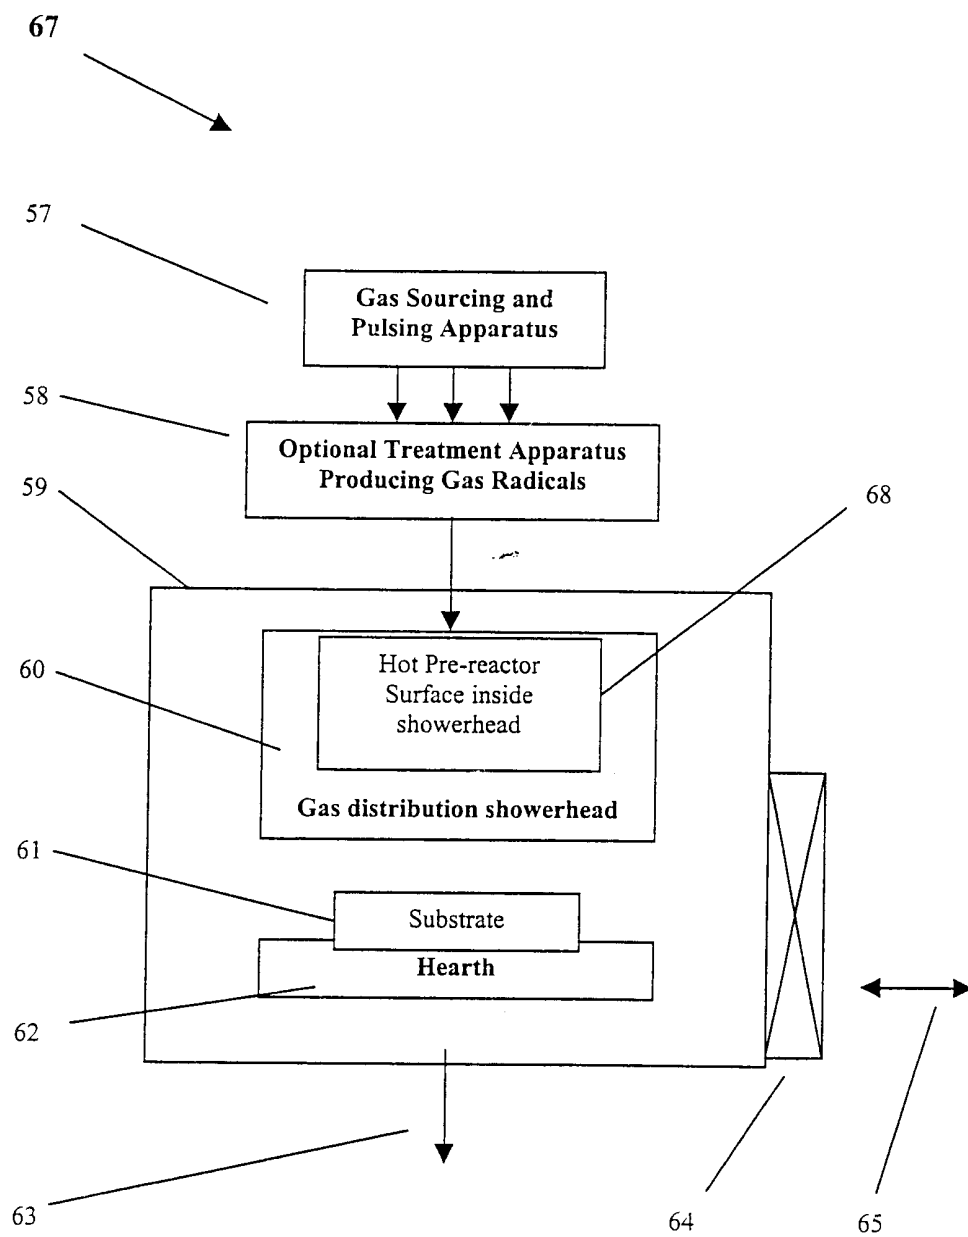 67
57
Gas Sourcing and
Pulsing Apparatus
58
Optional Treatment Apparatus
Producing Gas Radicals
59
68
Hot Pre-reactor
Surface inside
showerhead
60
Gas distribution showerhead
61
Substrate
Hearth
62
63
64
65